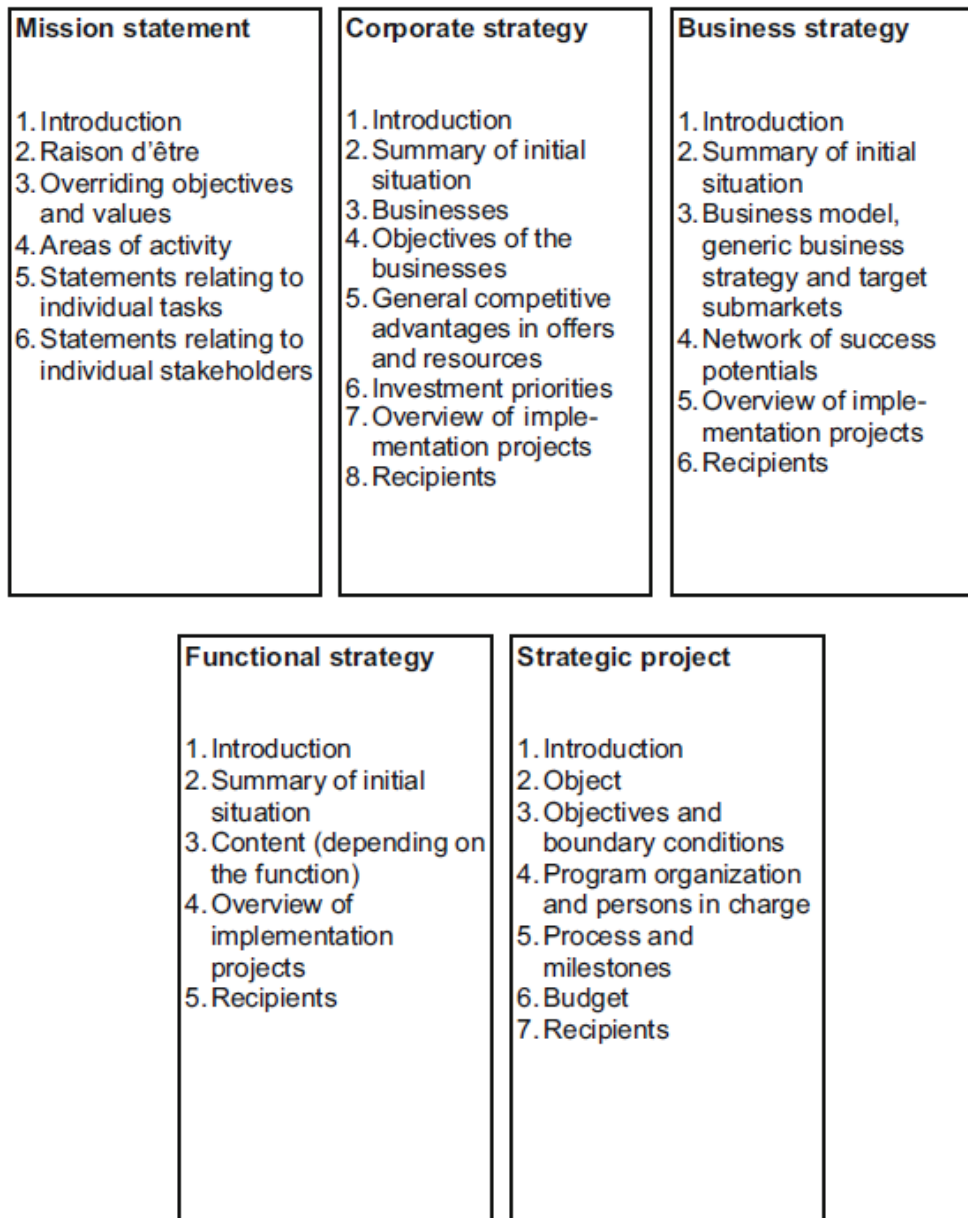 Mission statement
1. Introduction
2. Raison d'être
3. Overriding objectives
and values
4. Areas of activity
5. Statements relating to
individual tasks
6. Statements relating to
individual stakeholders
Corporate strategy
1. Introduction
2. Summary of initial
situation
3. Businesses
4. Objectives of the
businesses
5. General competitive
advantages in offers
and resources
6. Investment priorities
7. Overview of imple-
mentation projects
8. Recipients
Business strategy
1. Introduction
2. Summary of initial
situation
3. Business model,
generic business
strategy and target
submarkets
4. Network of success
potentials
5. Overview of imple-
mentation projects
6. Recipients
Functional strategy
1. Introduction
2. Summary of initial
situation
3. Content (depending on
the function)
4. Overview of
implementation
projects
5. Recipients
Strategic project
1. Introduction
2. Object
3. Objectives and
boundary conditions
4. Program organization
and persons in charge
5. Process and
milestones
6. Budget
7. Recipients